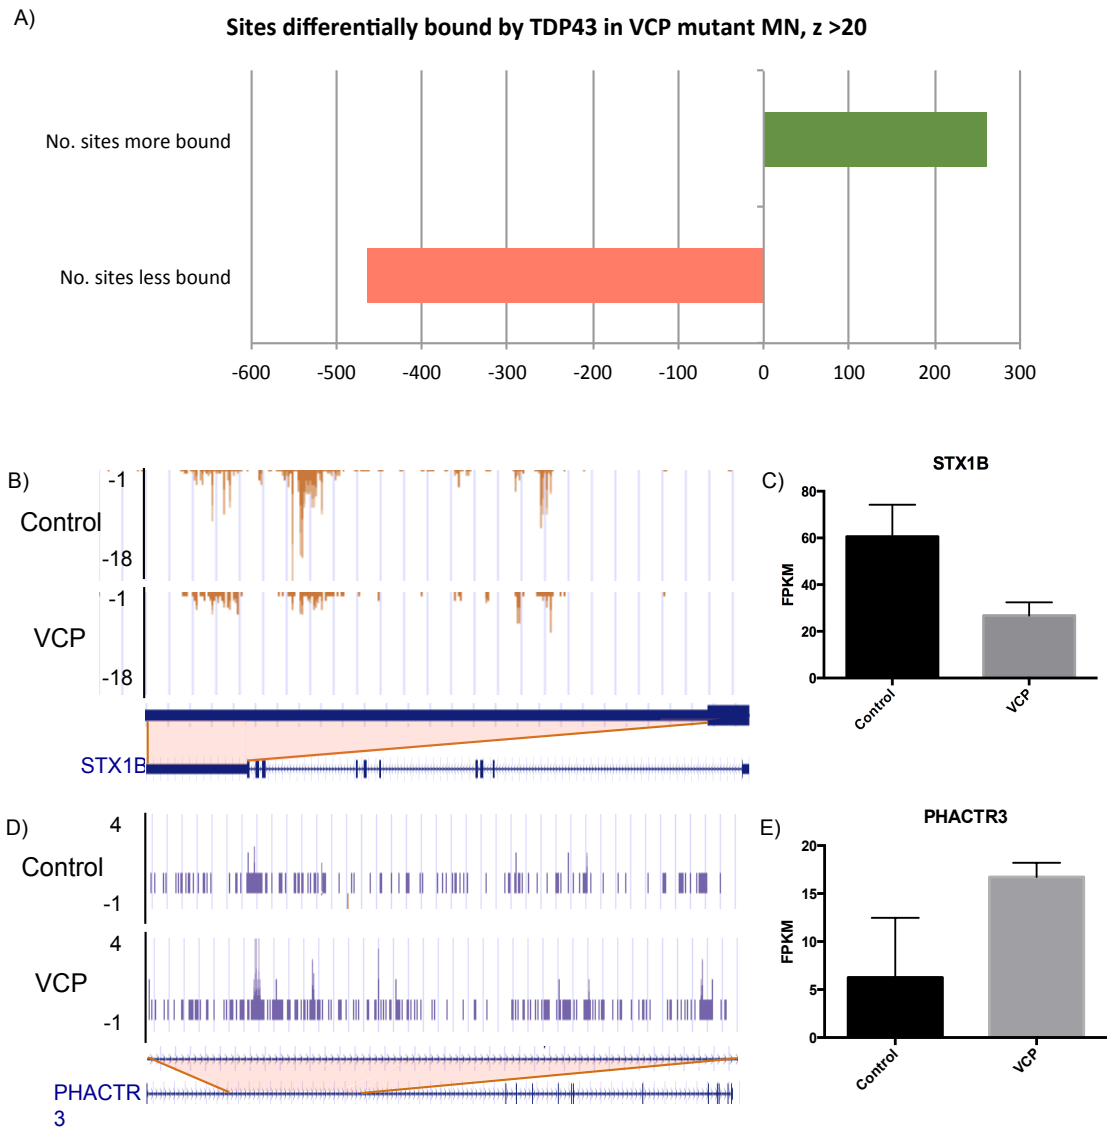 A)
Sites differentially bound by TDP43 in VCP mutant MN, z >20
No. sites more bound
No. sites less bound
-600 -500 -400 -300 -200 -100 0 100 200 300
B)
-1
Control
-18
-1
VCP
-18
STX1B
C)
STX1B
80
60
40
20
0
FPKM
Control
VCP
D)
4
Control
-1
4
VCP
-1
PHACTR
3
E)
PHACTR3
20
15
10
5
0
FPKM
Control
VCP